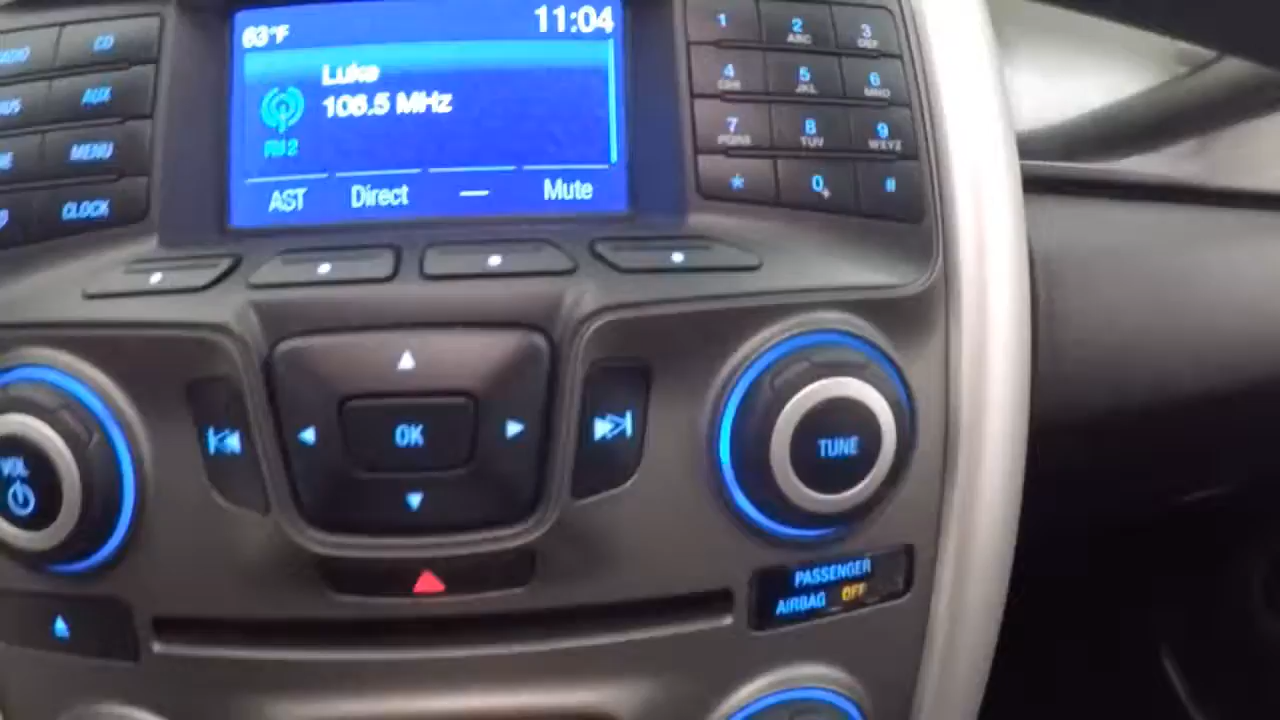 63°F 11:04
Luke
106.5 MHz
AST Direct — Mute
CD
AUX
MENU
CLOCK
1 2 ABC 3 DEF
4 GHI 5 JKL 6 MNO
7 PQRS 8 TUV 9 WXYZ
* 0+ #
VOL
OK
TUNE
PASSENGER
AIRBAG OFF